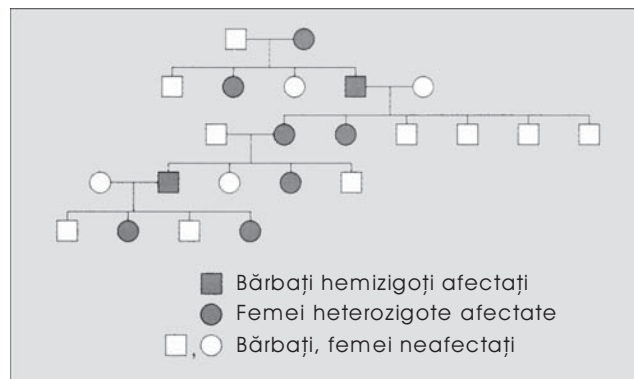 Bărbați hemizigoți afectați
Femei heterozigote afectate
Bărbați, femei neafectați